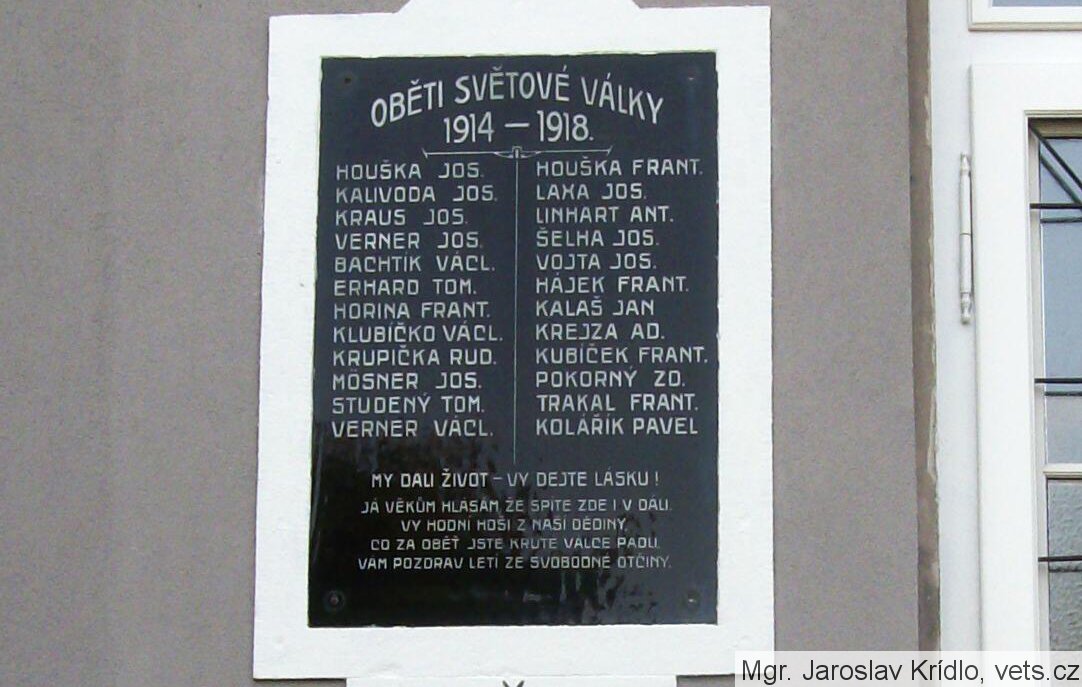 OBĚTI SVĚTOVÉ VÁLKY
1914 – 1918.
HOUŠKA JOS.
KALIVODA JOS.
KRAUS JOS.
VERNER JOS.
BACHTÍK VÁCL.
ERHARD TOM.
HORINA FRANT.
KLUBÍČKO VÁCL.
KRUPIČKA RUD.
MÖSNER JOS.
STUDENÝ TOM.
VERNER VÁCL.
HOUŠKA FRANT.
LAXA JOS.
LINHART ANT.
ŠELHA JOS.
VOJTA JOS.
HÁJEK FRANT.
KALAŠ JAN
KREJZA AD.
KUBÍČEK FRANT.
POKORNÝ ZD.
TRAKAL FRANT.
KOLÁŘÍK PAVEL
MY DALI ŽIVOT – VY DEJTE LÁSKU!
JÁ VĚKŮM HLÁSÁM, ŽE SPÍTE ZDE I V DÁLI.
VY HODNÍ HOŠI Z NAŠÍ DĚDINY,
CO ZA OBĚŤ JSTE KRUTÉ VÁLCE PADLI.
VÁM POZDRAV LETÍ ZE SVOBODNÉ OTČINY.
Mgr. Jaroslav Krídlo, vets.cz